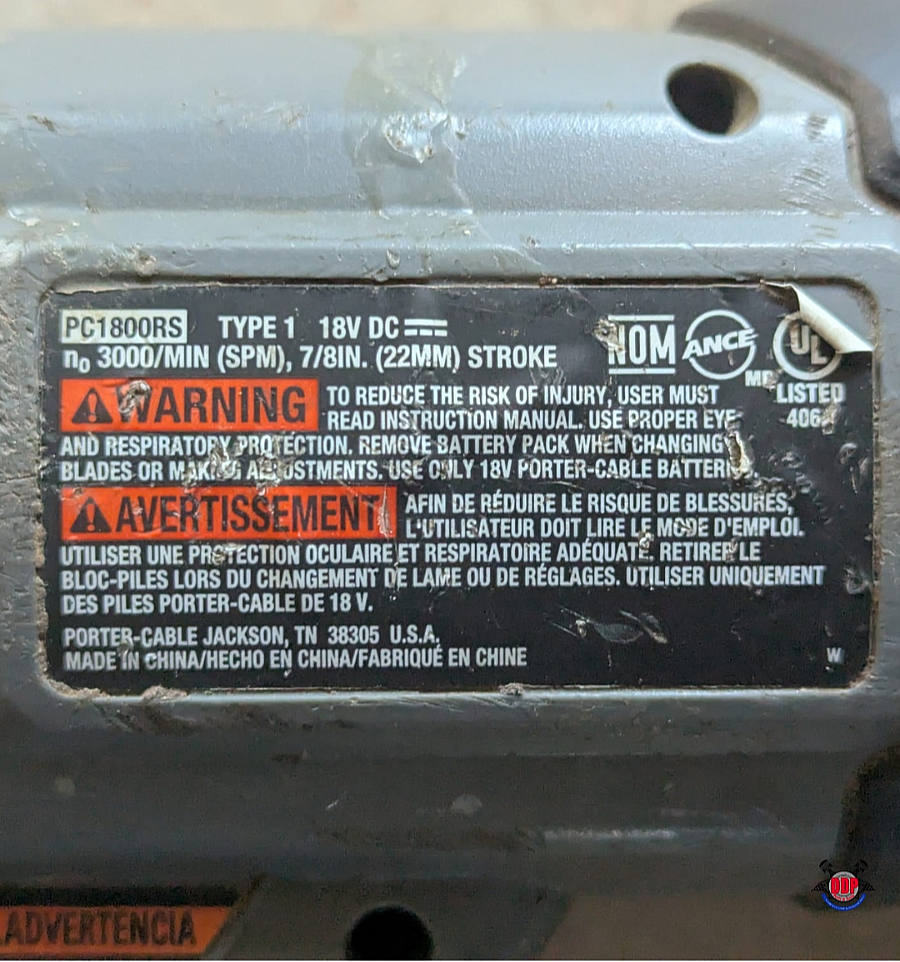 PC1800RS TYPE 1 18V DC
n₀ 3000/MIN (SPM), 7/8IN. (22MM) STROKE
NOM ANCE UL
LISTED
WARNING TO REDUCE THE RISK OF INJURY, USER MUST
READ INSTRUCTION MANUAL. USE PROPER EYE
AND RESPIRATORY PROTECTION. REMOVE BATTERY PACK WHEN CHANGING
BLADES OR MAKING ADJUSTMENTS. USE ONLY 18V PORTER-CABLE BATTERIES.
AVERTISSEMENT AFIN DE RÉDUIRE LE RISQUE DE BLESSURES,
L'UTILISATEUR DOIT LIRE LE MODE D'EMPLOI.
UTILISER UNE PROTECTION OCULAIRE ET RESPIRATOIRE ADÉQUATE. RETIRER LE
BLOC-PILES LORS DU CHANGEMENT DE LAME OU DE RÉGLAGES. UTILISER UNIQUEMENT
DES PILES PORTER-CABLE DE 18 V.
PORTER-CABLE JACKSON, TN 38305 U.S.A.
MADE IN CHINA/HECHO EN CHINA/FABRIQUÉ EN CHINE
W
DDP
ADVERTENCIA